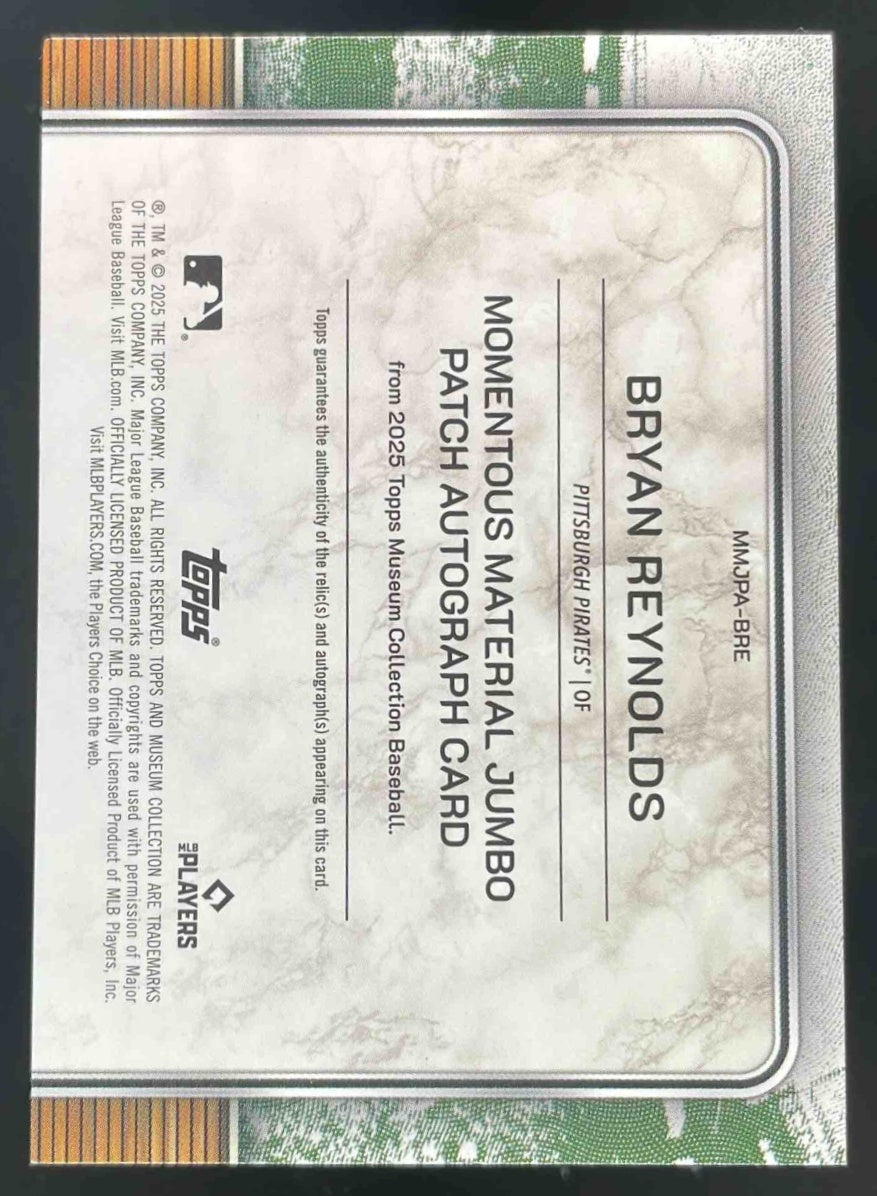 MMJPA-BRE
BRYAN REYNOLDS
PITTSBURGH PIRATES® | OF
MOMENTOUS MATERIAL JUMBO
PATCH AUTOGRAPH CARD
from 2025 Topps Museum Collection Baseball.
Topps guarantees the authenticity of the relic(s) and autograph(s) appearing on this card.
® topps® MLB PLAYERS
®, TM & © 2025 THE TOPPS COMPANY, INC. ALL RIGHTS RESERVED. TOPPS AND MUSEUM COLLECTION ARE TRADEMARKS
OF THE TOPPS COMPANY, INC. Major League Baseball trademarks and copyrights are used with permission of Major
League Baseball. Visit MLB.com. OFFICIALLY LICENSED PRODUCT OF MLB. Officially Licensed Product of MLB Players, Inc.
Visit MLBPLAYERS.COM, the Players Choice on the web.